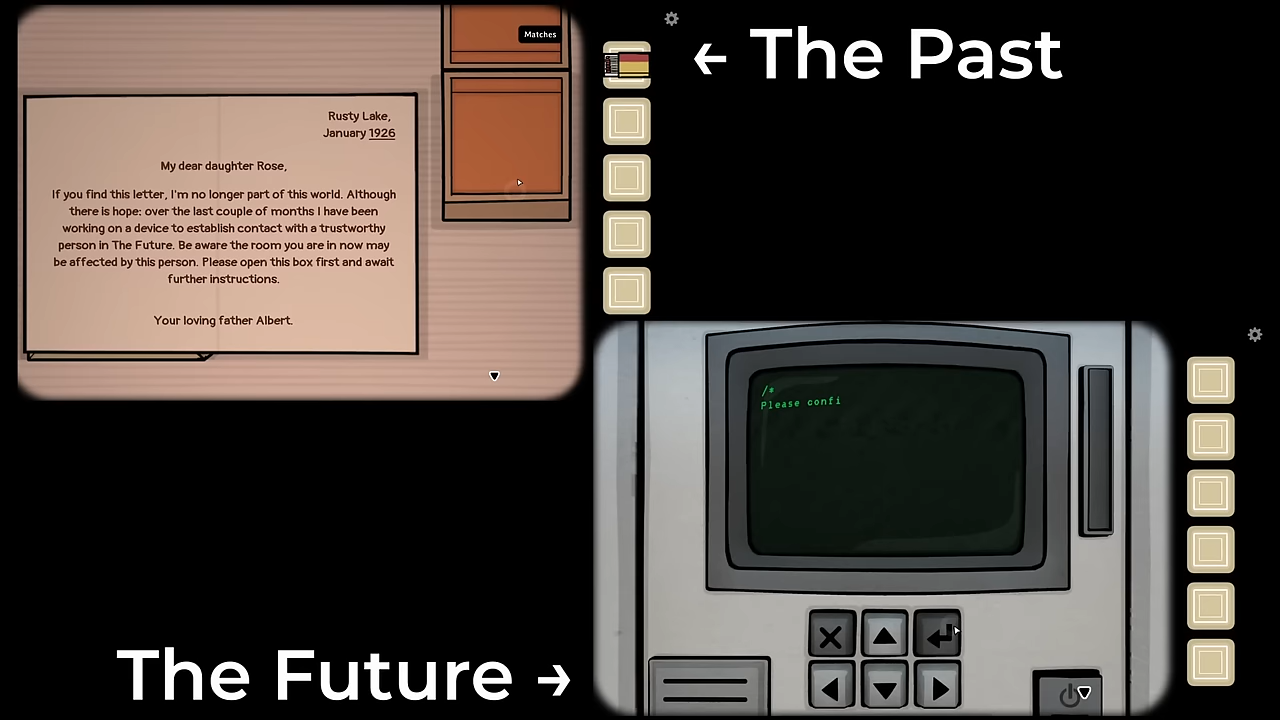 Matches
← The Past
Rusty Lake,
January 1926
My dear daughter Rose,
If you find this letter, I'm no longer part of this world. Although
there is hope: over the last couple of months I have been
working on a device to establish contact with a trustworthy
person in The Future. Be aware the room you are in now may
be affected by this person. Please open this box first and await
further instructions.
Your loving father Albert.
/*
Please confi
The Future →